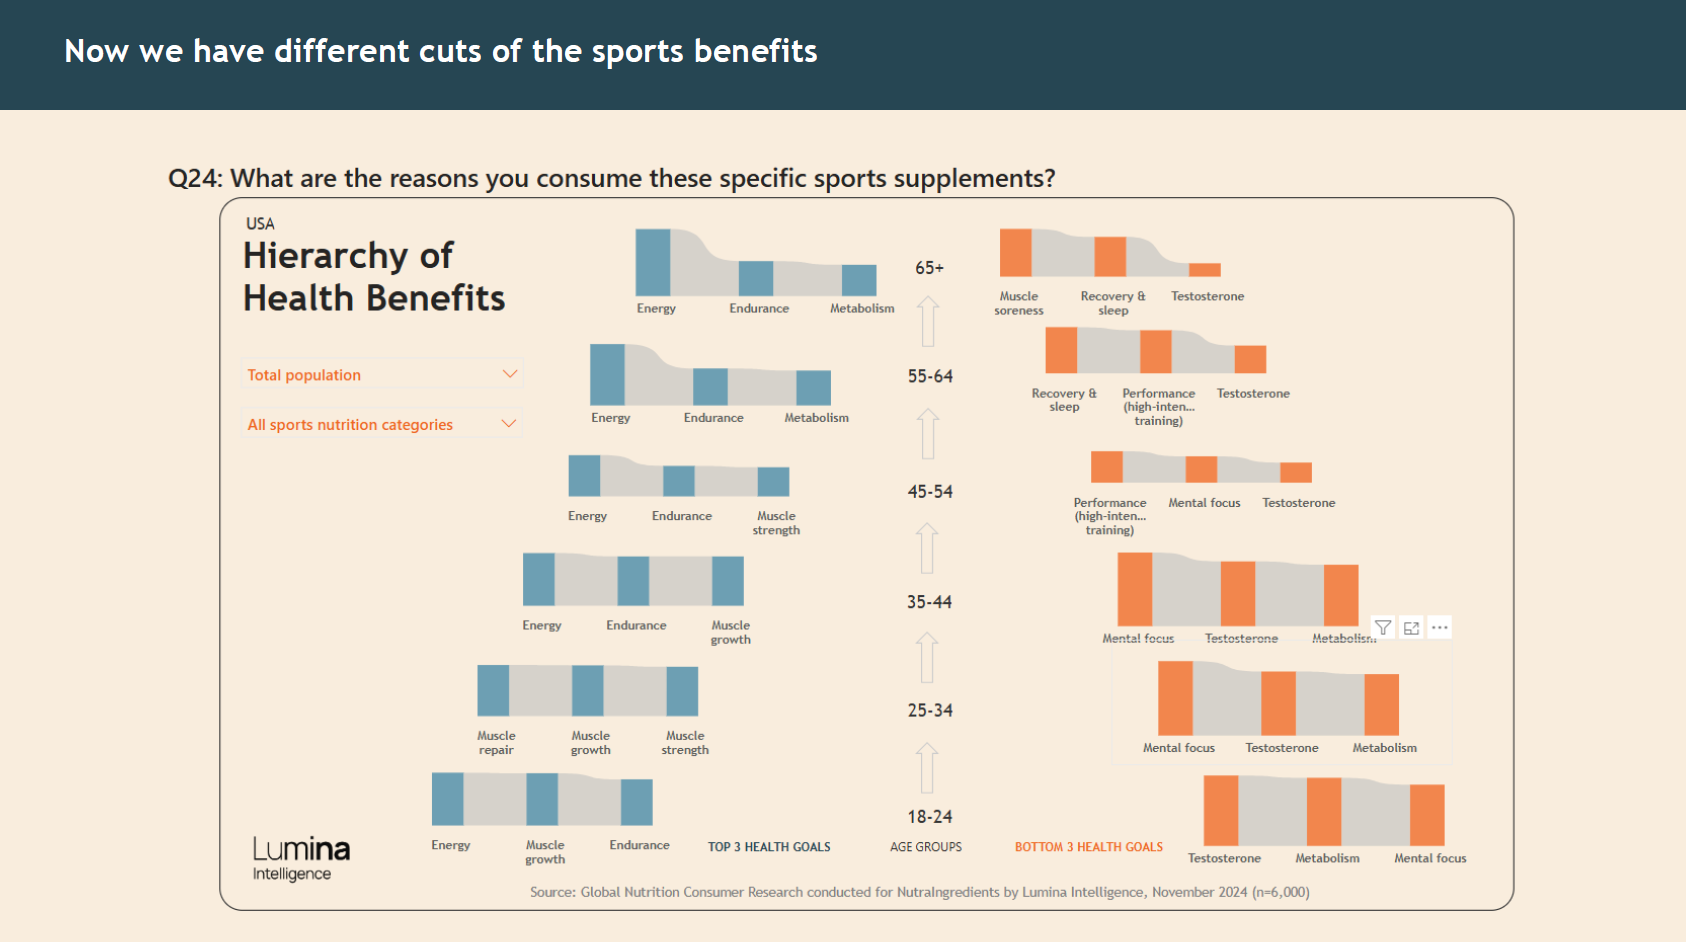 Now we have different cuts of the sports benefits
Q24: What are the reasons you consume these specific sports supplements?
USA
Hierarchy of
Health Benefits
Total population
All sports nutrition categories
Energy
Endurance
Metabolism
65+
Muscle
soreness
Recovery &
sleep
Testosterone
Energy
Endurance
Metabolism
55-64
Recovery &
sleep
Performance
(high-inten...
training)
Testosterone
Energy
Endurance
Muscle
strength
45-54
Performance
(high-inten...
training)
Mental focus
Testosterone
Energy
Endurance
Muscle
growth
35-44
Mental focus
Testosterone
Metabolism
Muscle
repair
Muscle
growth
Muscle
strength
25-34
Mental focus
Testosterone
Metabolism
Energy
Muscle
growth
Endurance
18-24
Testosterone
Metabolism
Mental focus
TOP 3 HEALTH GOALS
AGE GROUPS
BOTTOM 3 HEALTH GOALS
Lumina
Intelligence
Source: Global Nutrition Consumer Research conducted for NutraIngredients by Lumina Intelligence, November 2024 (n=6,000)